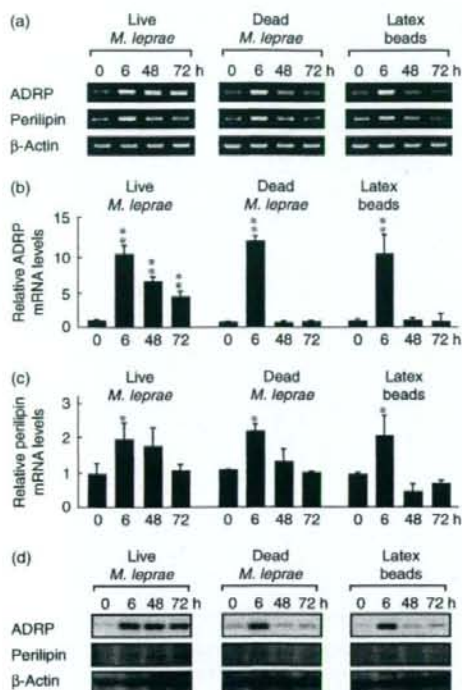 (a)
Live M. leprae Dead M. leprae Latex beads
0 6 48 72 h 0 6 48 72 h 0 6 48 72 h
ADRP
Perilipin
β-Actin
(b)
Live M. leprae Dead M. leprae Latex beads
Relative ADRP mRNA levels
15
10
5
0
** ** ** ** **
0 6 48 72 0 6 48 72 0 6 48 72 h
(c)
Live M. leprae Dead M. leprae Latex beads
Relative perilipin mRNA levels
3
2
1
0
* * *
0 6 48 72 0 6 48 72 0 6 48 72 h
(d)
Live M. leprae Dead M. leprae Latex beads
0 6 48 72 h 0 6 48 72 h 0 6 48 72 h
ADRP
Perilipin
β-Actin